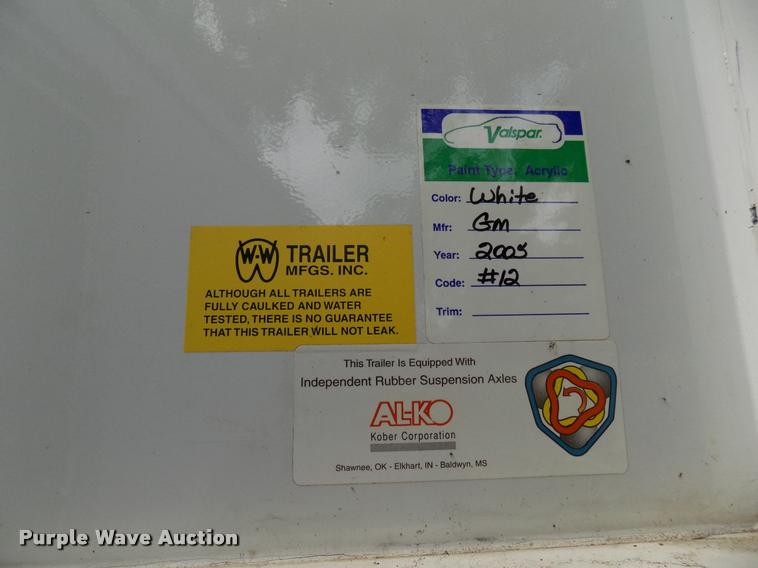 Valspar.
Paint Type: Acrylic
Color: White
Mfr: Gm
Year: 2005
Code: #12
Trim:
W-W TRAILER
MFGS. INC.
ALTHOUGH ALL TRAILERS ARE
FULLY CAULKED AND WATER
TESTED, THERE IS NO GUARANTEE
THAT THIS TRAILER WILL NOT LEAK.
This Trailer Is Equipped With
Independent Rubber Suspension Axles
AL-KO
Kober Corporation
Shawnee, OK - Elkhart, IN - Baldwyn, MS
Purple Wave Auction